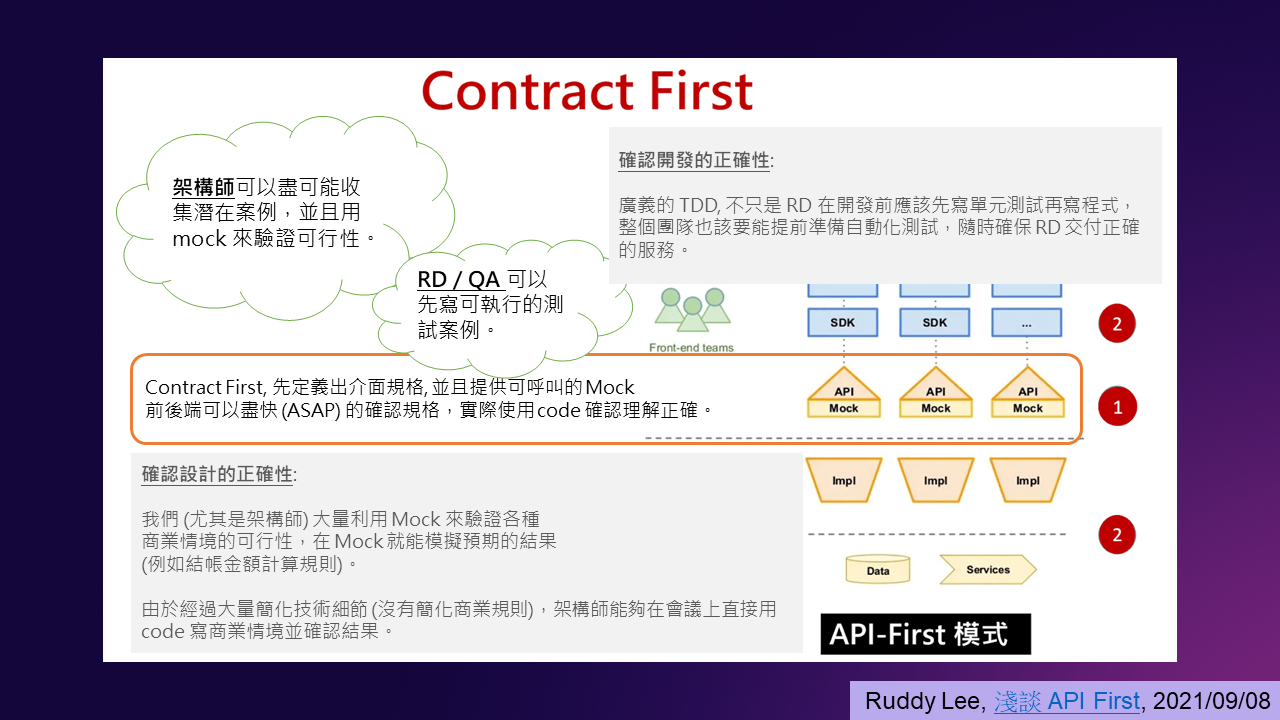 Contract First
架構師可以盡可能收
集潛在案例，並且用
mock 來驗證可行性。
RD / QA 可以
先寫可執行的測
試案例。
確認開發的正確性:
廣義的 TDD, 不只是 RD 在開發前應該先寫單元測試再寫程式，
整個團隊也該要能提前準備自動化測試，隨時確保 RD 交付正確
的服務。
Front-end teams
SDK
SDK
...
2
Contract First, 先定義出介面規格, 並且提供可呼叫的 Mock
前後端可以盡快 (ASAP) 的確認規格，實際使用 code 確認理解正確。
API
Mock
API
Mock
API
Mock
1
確認設計的正確性:
我們 (尤其是架構師) 大量利用 Mock 來驗證各種
商業情境的可行性，在 Mock 就能模擬預期的結果
(例如結帳金額計算規則)。
由於經過大量簡化技術細節 (沒有簡化商業規則)，架構師能夠在會議上直接用
code 寫商業情境並確認結果。
Impl
Impl
Impl
2
Data
Services
API-First 模式
Ruddy Lee, 淺談 API First, 2021/09/08